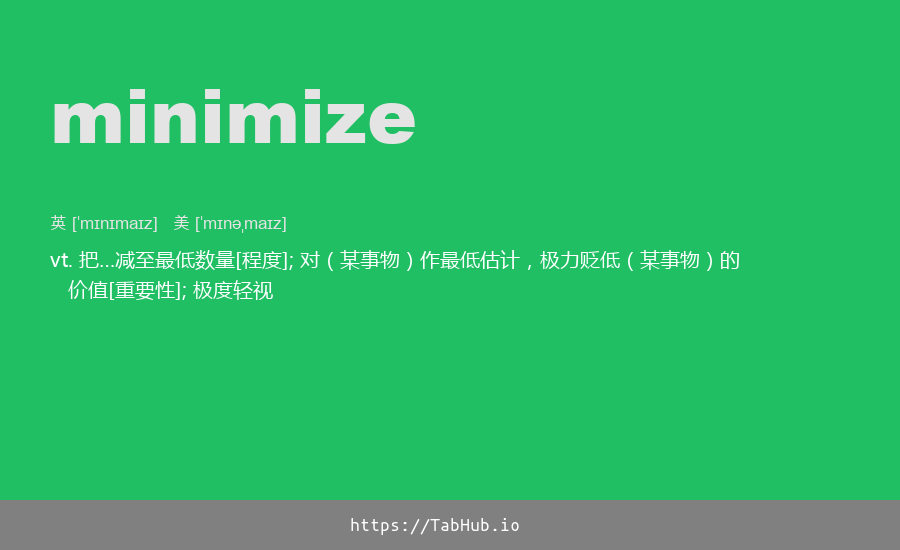 minimize
英 [ˈmɪnɪmaɪz] 美 [ˈmɪnəˌmaɪz]
vt. 把…减至最低数量[程度]; 对（某事物）作最低估计，极力贬低（某事物）的
价值[重要性]; 极度轻视
https://TabHub.io